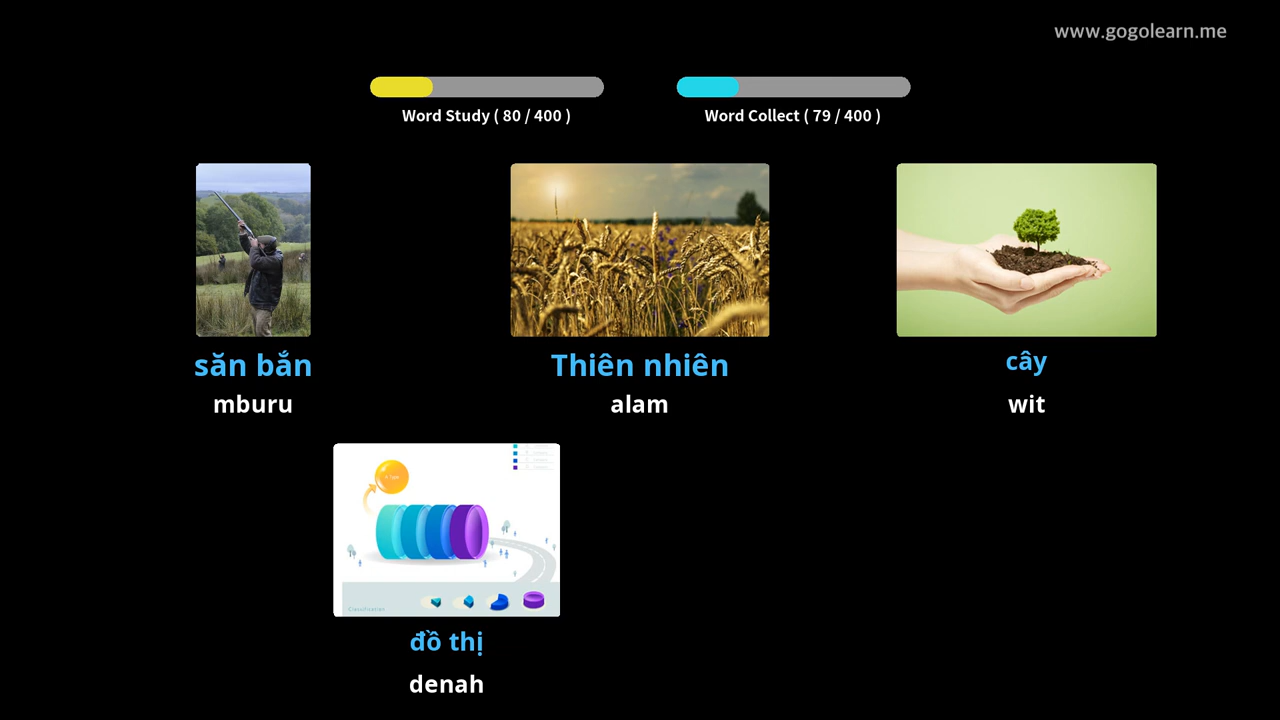 www.gogolearn.me
Word Study ( 80 / 400 )
Word Collect ( 79 / 400 )
săn bắn
mburu
Thiên nhiên
alam
cây
wit
đồ thị
denah